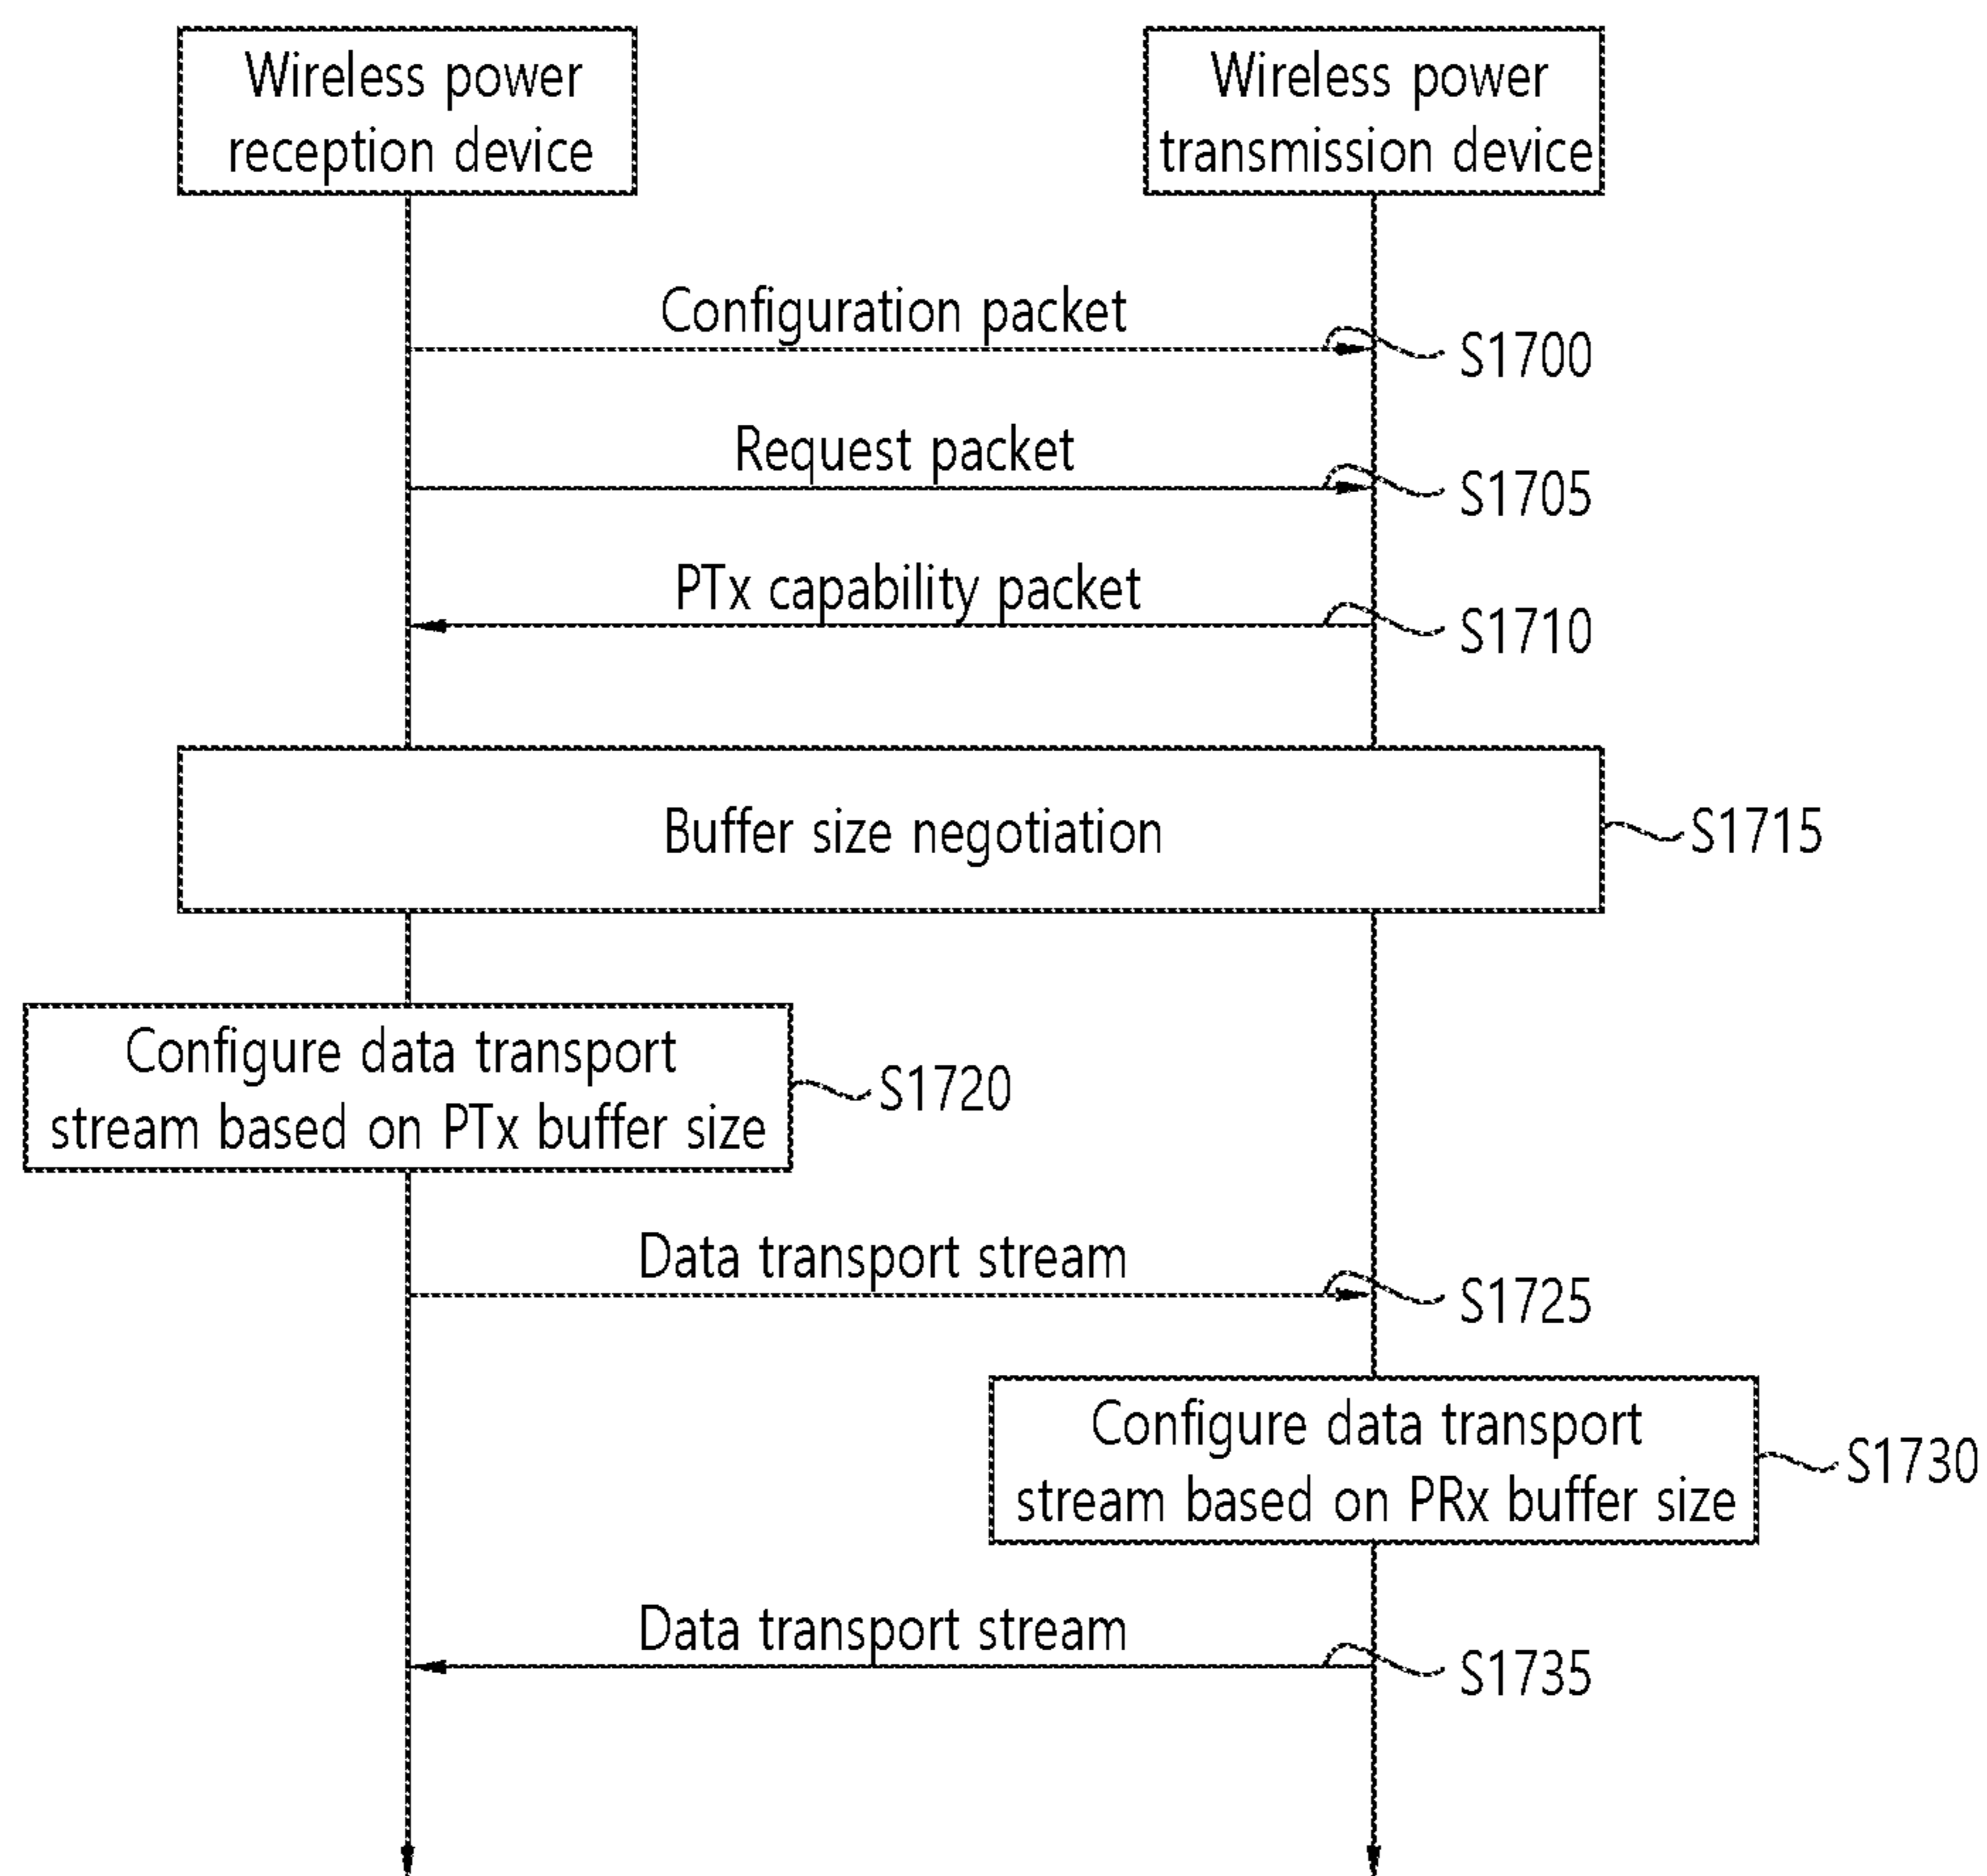 Wireless power
reception device
Wireless power
transmission device
Configuration packet
S1700
Request packet
S1705
PTx capability packet
S1710
Buffer size negotiation
S1715
Configure data transport
stream based on PTx buffer size
S1720
Data transport stream
S1725
Configure data transport
stream based on PRx buffer size
S1730
Data transport stream
S1735